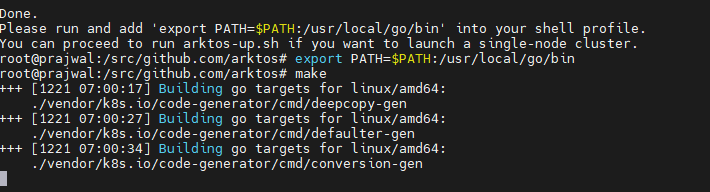 Done.
Please run and add 'export PATH=$PATH:/usr/local/go/bin' into your shell profile.
You can proceed to run arktos-up.sh if you want to launch a single-node cluster.
root@prajwal:/src/github.com/arktos# export PATH=$PATH:/usr/local/go/bin
root@prajwal:/src/github.com/arktos# make
+++ [1221 07:00:17] Building go targets for linux/amd64:
    ./vendor/k8s.io/code-generator/cmd/deepcopy-gen
+++ [1221 07:00:27] Building go targets for linux/amd64:
    ./vendor/k8s.io/code-generator/cmd/defaulter-gen
+++ [1221 07:00:34] Building go targets for linux/amd64:
    ./vendor/k8s.io/code-generator/cmd/conversion-gen